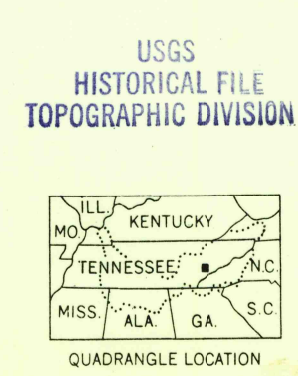 USGS
HISTORICAL FILE
TOPOGRAPHIC DIVISION
ILL.
MO.
KENTUCKY
TENNESSEE
N.C.
MISS.
ALA.
GA.
S.C.
QUADRANGLE LOCATION